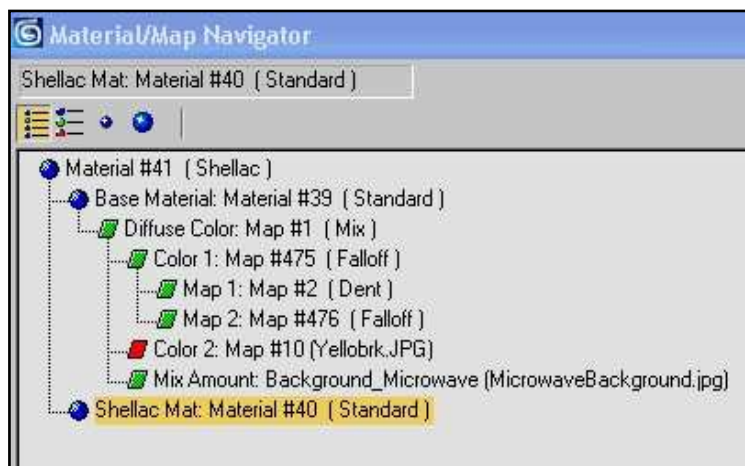 Material/Map Navigator
Shellac Mat: Material #40 ( Standard )
Material #41 ( Shellac )
Base Material: Material #39 ( Standard )
Diffuse Color: Map #1 ( Mix )
Color 1: Map #475 ( Falloff )
Map 1: Map #2 ( Dent )
Map 2: Map #476 ( Falloff )
Color 2: Map #10 (Yellobrk.JPG)
Mix Amount: Background_Microwave (MicrowaveBackground.jpg)
Shellac Mat: Material #40 ( Standard )